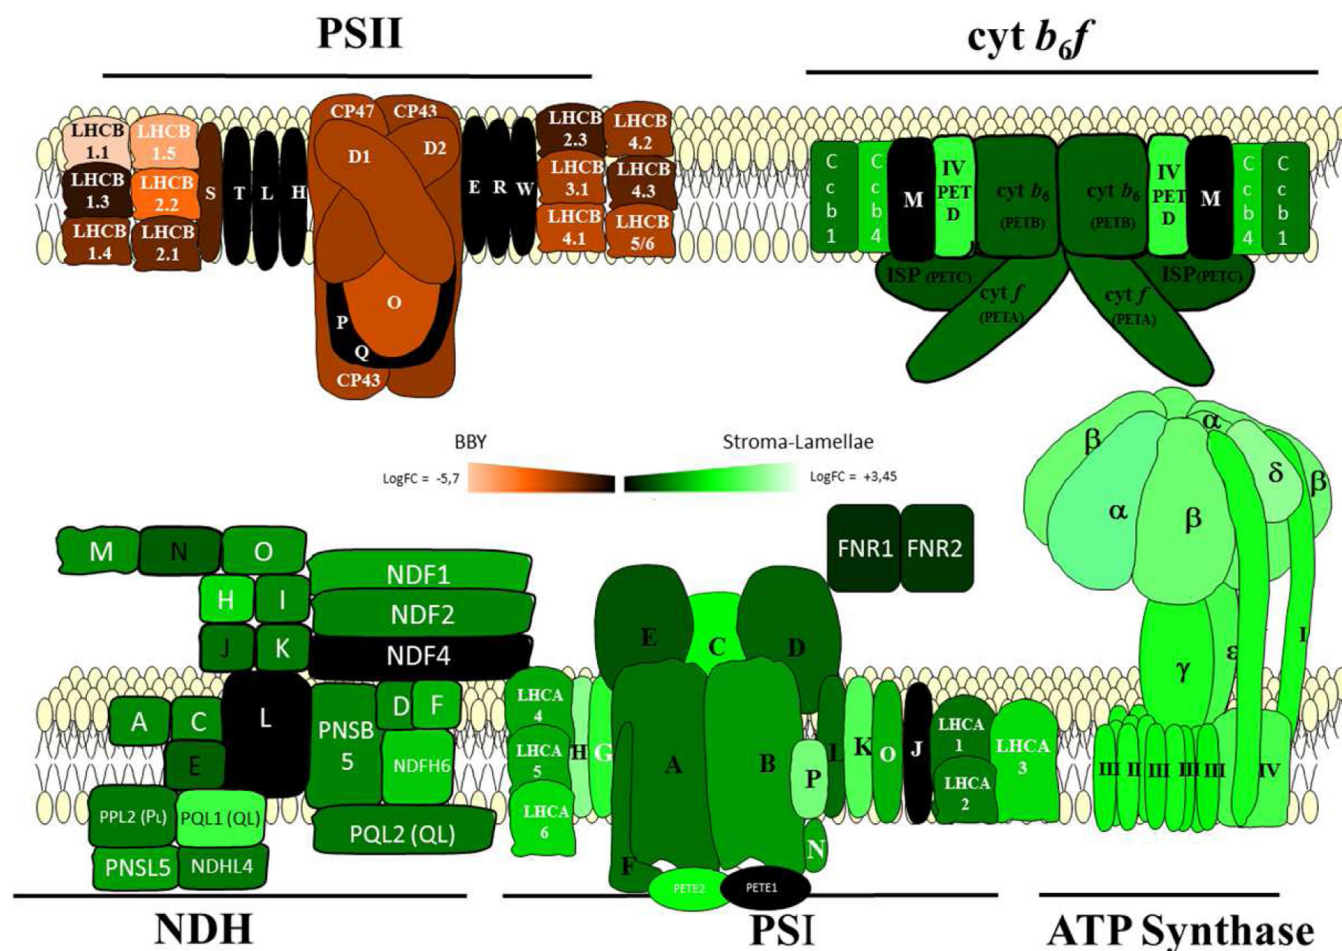 PSII
cyt b6f
CP47 CP43
D1 D2
LHCB 1.1
LHCB 1.5
LHCB 1.3
LHCB 2.2
LHCB 1.4
LHCB 2.1
S T L H
E R W
LHCB 2.3
LHCB 4.2
LHCB 3.1
LHCB 4.3
LHCB 4.1
LHCB 5/6
O
P
Q
CP43
C c b 1
C c b 4
M
IV PET D
cyt b6 (PETB)
cyt b6 (PETB)
IV PET D
M
C c b 4
C c b 1
ISP (PETC)
cyt f (PETA)
cyt f (PETA)
ISP (PETC)
BBY
Stroma-Lamellae
LogFC = -5,7
LogFC = +3,45
β α β
α β δ
γ ε I
III II III III III IV
M N O
H I
J K
NDF1
NDF2
NDF4
A C L
E
PNSB 5
D F
NDFH6
PPL2 (PL) PQL1 (QL)
PQL2 (QL)
PNSL5 NDHL4
FNR1 FNR2
E C D
LHCA 4
LHCA 5
LHCA 6
H G A B P L K O J
LHCA 1
LHCA 2
LHCA 3
F
N
PETE2 PETE1
NDH
PSI
ATP Synthase